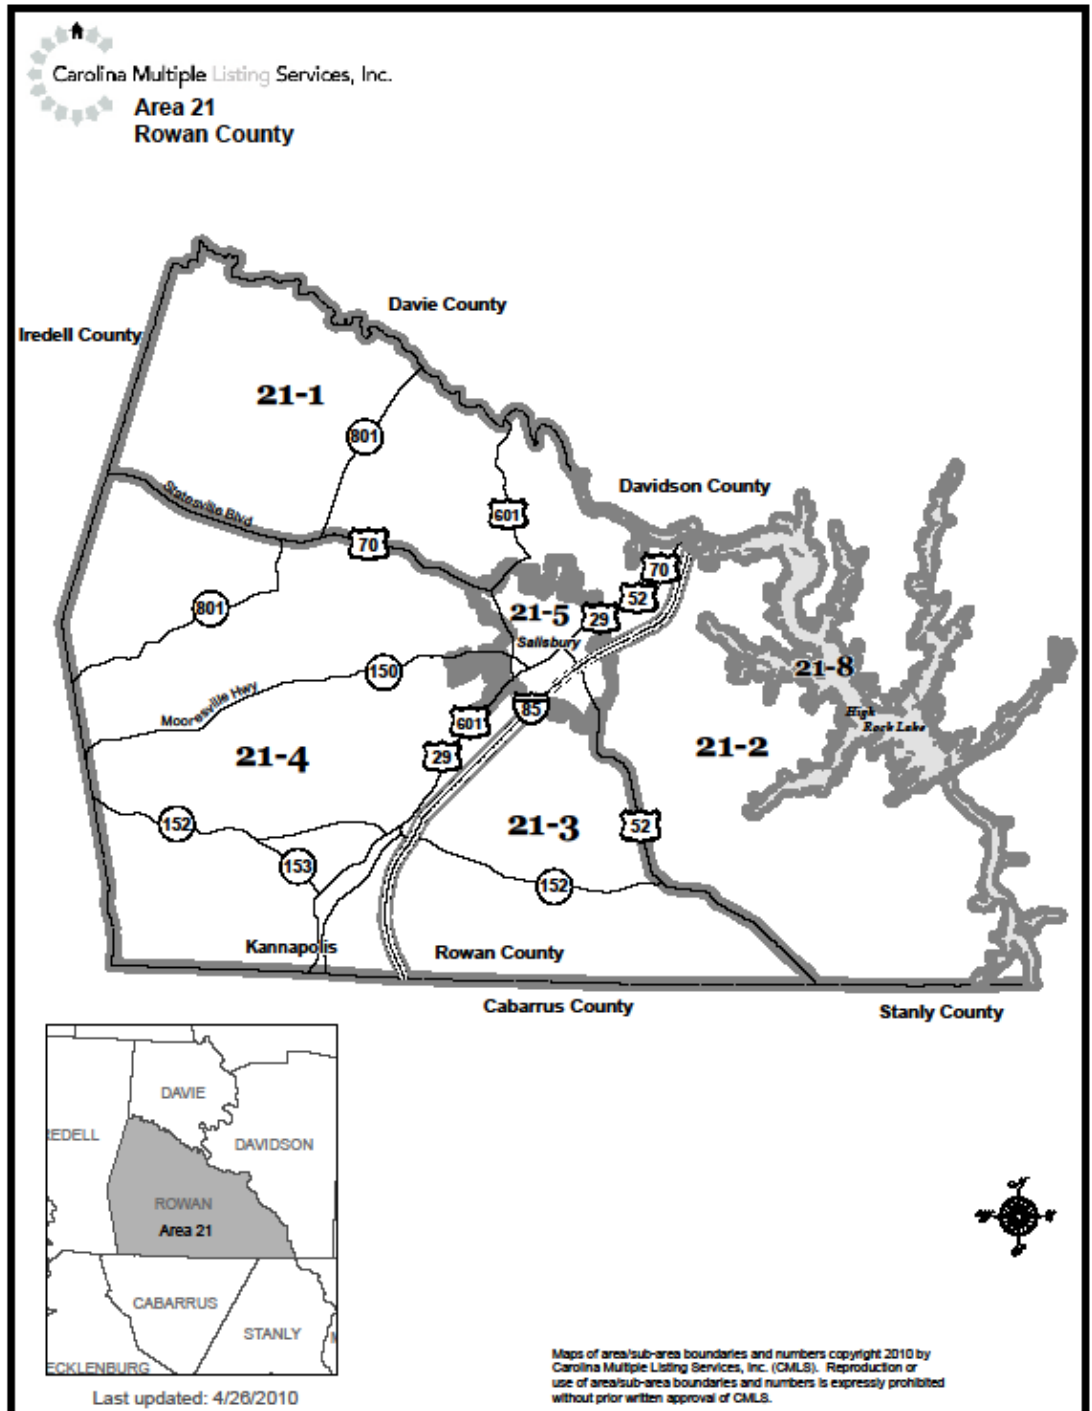 Carolina Multiple Listing Services, Inc.
Area 21
Rowan County
Davie County
Iredell County
21-1
801
Davidson County
Statesville Blvd
601
70
70
52
801
21-5
29
Salisbury
150
21-8
Mooresville Hwy
85
High
Rock Lake
601
21-4
29
21-2
152
21-3
52
153
152
Kannapolis
Rowan County
Cabarrus County
Stanly County
DAVIE
REDELL
DAVIDSON
ROWAN
Area 21
CABARRUS
STANLY
ECKLENBURG
Last updated: 4/26/2010
Maps of area/sub-area boundaries and numbers copyright 2010 by
Carolina Multiple Listing Services, Inc. (CMLS). Reproduction or
use of area/sub-area boundaries and numbers is expressly prohibited
without prior written approval of CMLS.